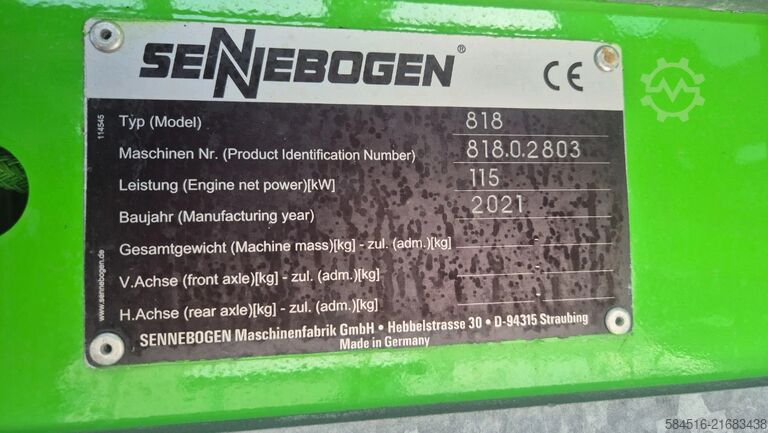 SENNEBOGEN ®
CE
114545
Typ (Model) 818
Maschinen Nr. (Product Identification Number) 818.0.2803
Leistung (Engine net power)[kW] 115
Baujahr (Manufacturing year) 2021
Gesamtgewicht (Machine mass)[kg] - zul. (adm.)[kg] -
V.Achse (front axle)[kg] - zul. (adm.)[kg] -
H.Achse (rear axle)[kg] - zul. (adm.)[kg] -
www.sennebogen.de
SENNEBOGEN Maschinenfabrik GmbH • Hebbelstrasse 30 • D-94315 Straubing
Made in Germany
584516-21683438